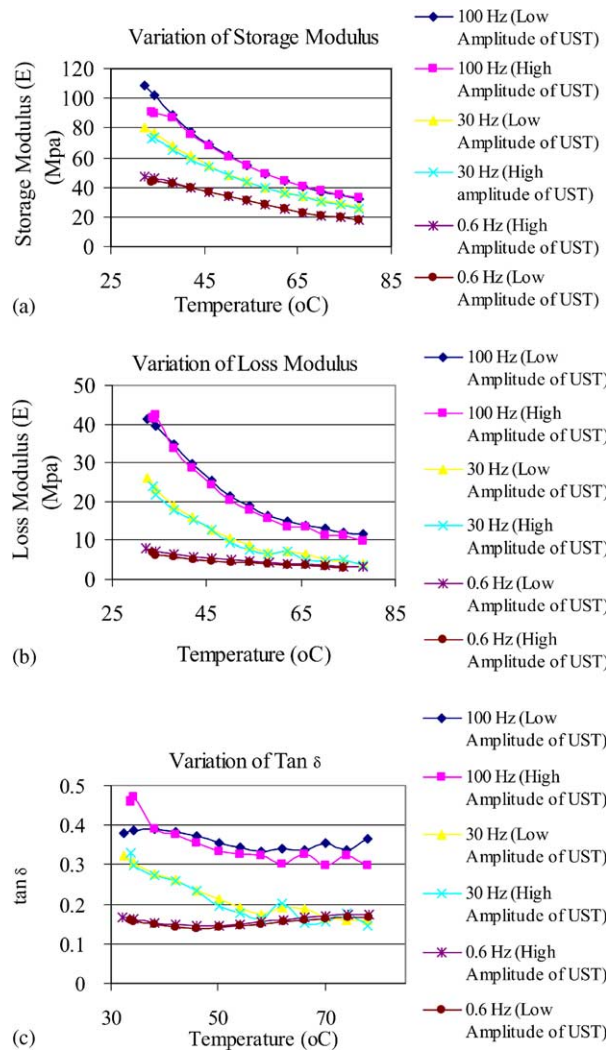 Variation of Storage Modulus
Storage Modulus (E)
(Mpa)
120
100
80
60
40
20
0
25
45
65
85
Temperature (oC)
(a)
100 Hz (Low
Amplitude of UST)
100 Hz (High
Amplitude of UST)
30 Hz (Low
Amplitude of UST)
30 Hz (High
amplitude of UST)
0.6 Hz (High
Amplitude of UST)
0.6 Hz (Low
Amplitude of UST)
Variation of Loss Modulus
Loss Modulus (E)
(Mpa)
50
40
30
20
10
0
25
45
65
85
Temperature (oC)
(b)
100 Hz (Low
Amplitude of UST)
100 Hz (High
Amplitude of UST)
30 Hz (Low
Amplitude of UST)
30 Hz (High
Amplitude of UST)
0.6 Hz (Low
Amplitude of UST)
0.6 Hz (High
Amplitude of UST)
Variation of Tan δ
tan δ
0.5
0.4
0.3
0.2
0.1
0
30
50
70
Temperature (oC)
(c)
100 Hz (Low
Amplitude of UST)
100 Hz (High
Amplitude of UST)
30 Hz (Low
Amplitude of UST)
30 Hz (High
Amplitude of UST)
0.6 Hz (High
Amplitude of UST)
0.6 Hz (Low
Amplitude of UST)